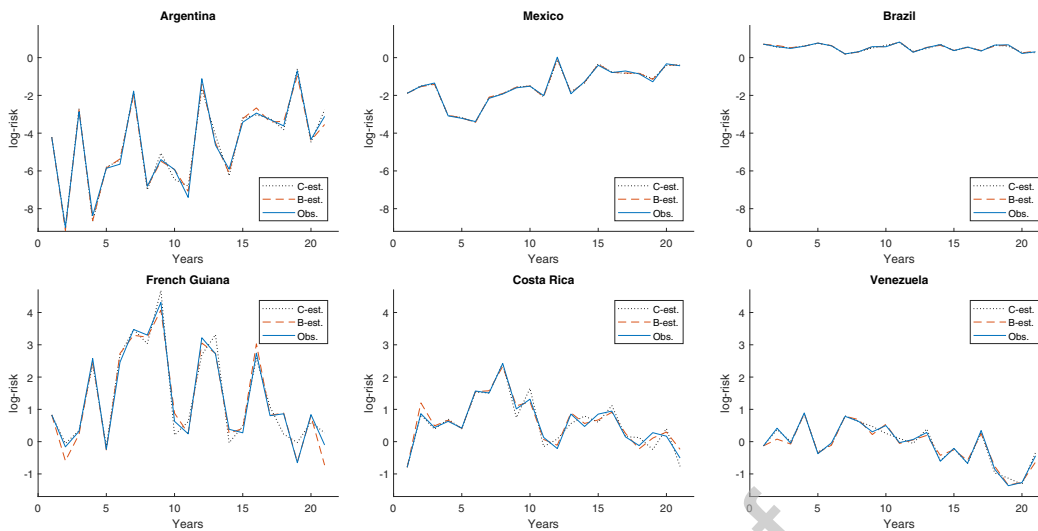 Argentina
log-risk
0
-2
-4
-6
-8
C-est.
B-est.
Obs.
0 5 10 15 20
Years
Mexico
log-risk
0
-2
-4
-6
-8
C-est.
B-est.
Obs.
0 5 10 15 20
Years
Brazil
log-risk
0
-2
-4
-6
-8
C-est.
B-est.
Obs.
0 5 10 15 20
Years
French Guiana
log-risk
4
3
2
1
0
-1
C-est.
B-est.
Obs.
0 5 10 15 20
Years
Costa Rica
log-risk
4
3
2
1
0
-1
C-est.
B-est.
Obs.
0 5 10 15 20
Years
Venezuela
log-risk
4
3
2
1
0
-1
C-est.
B-est.
Obs.
0 5 10 15 20
Years